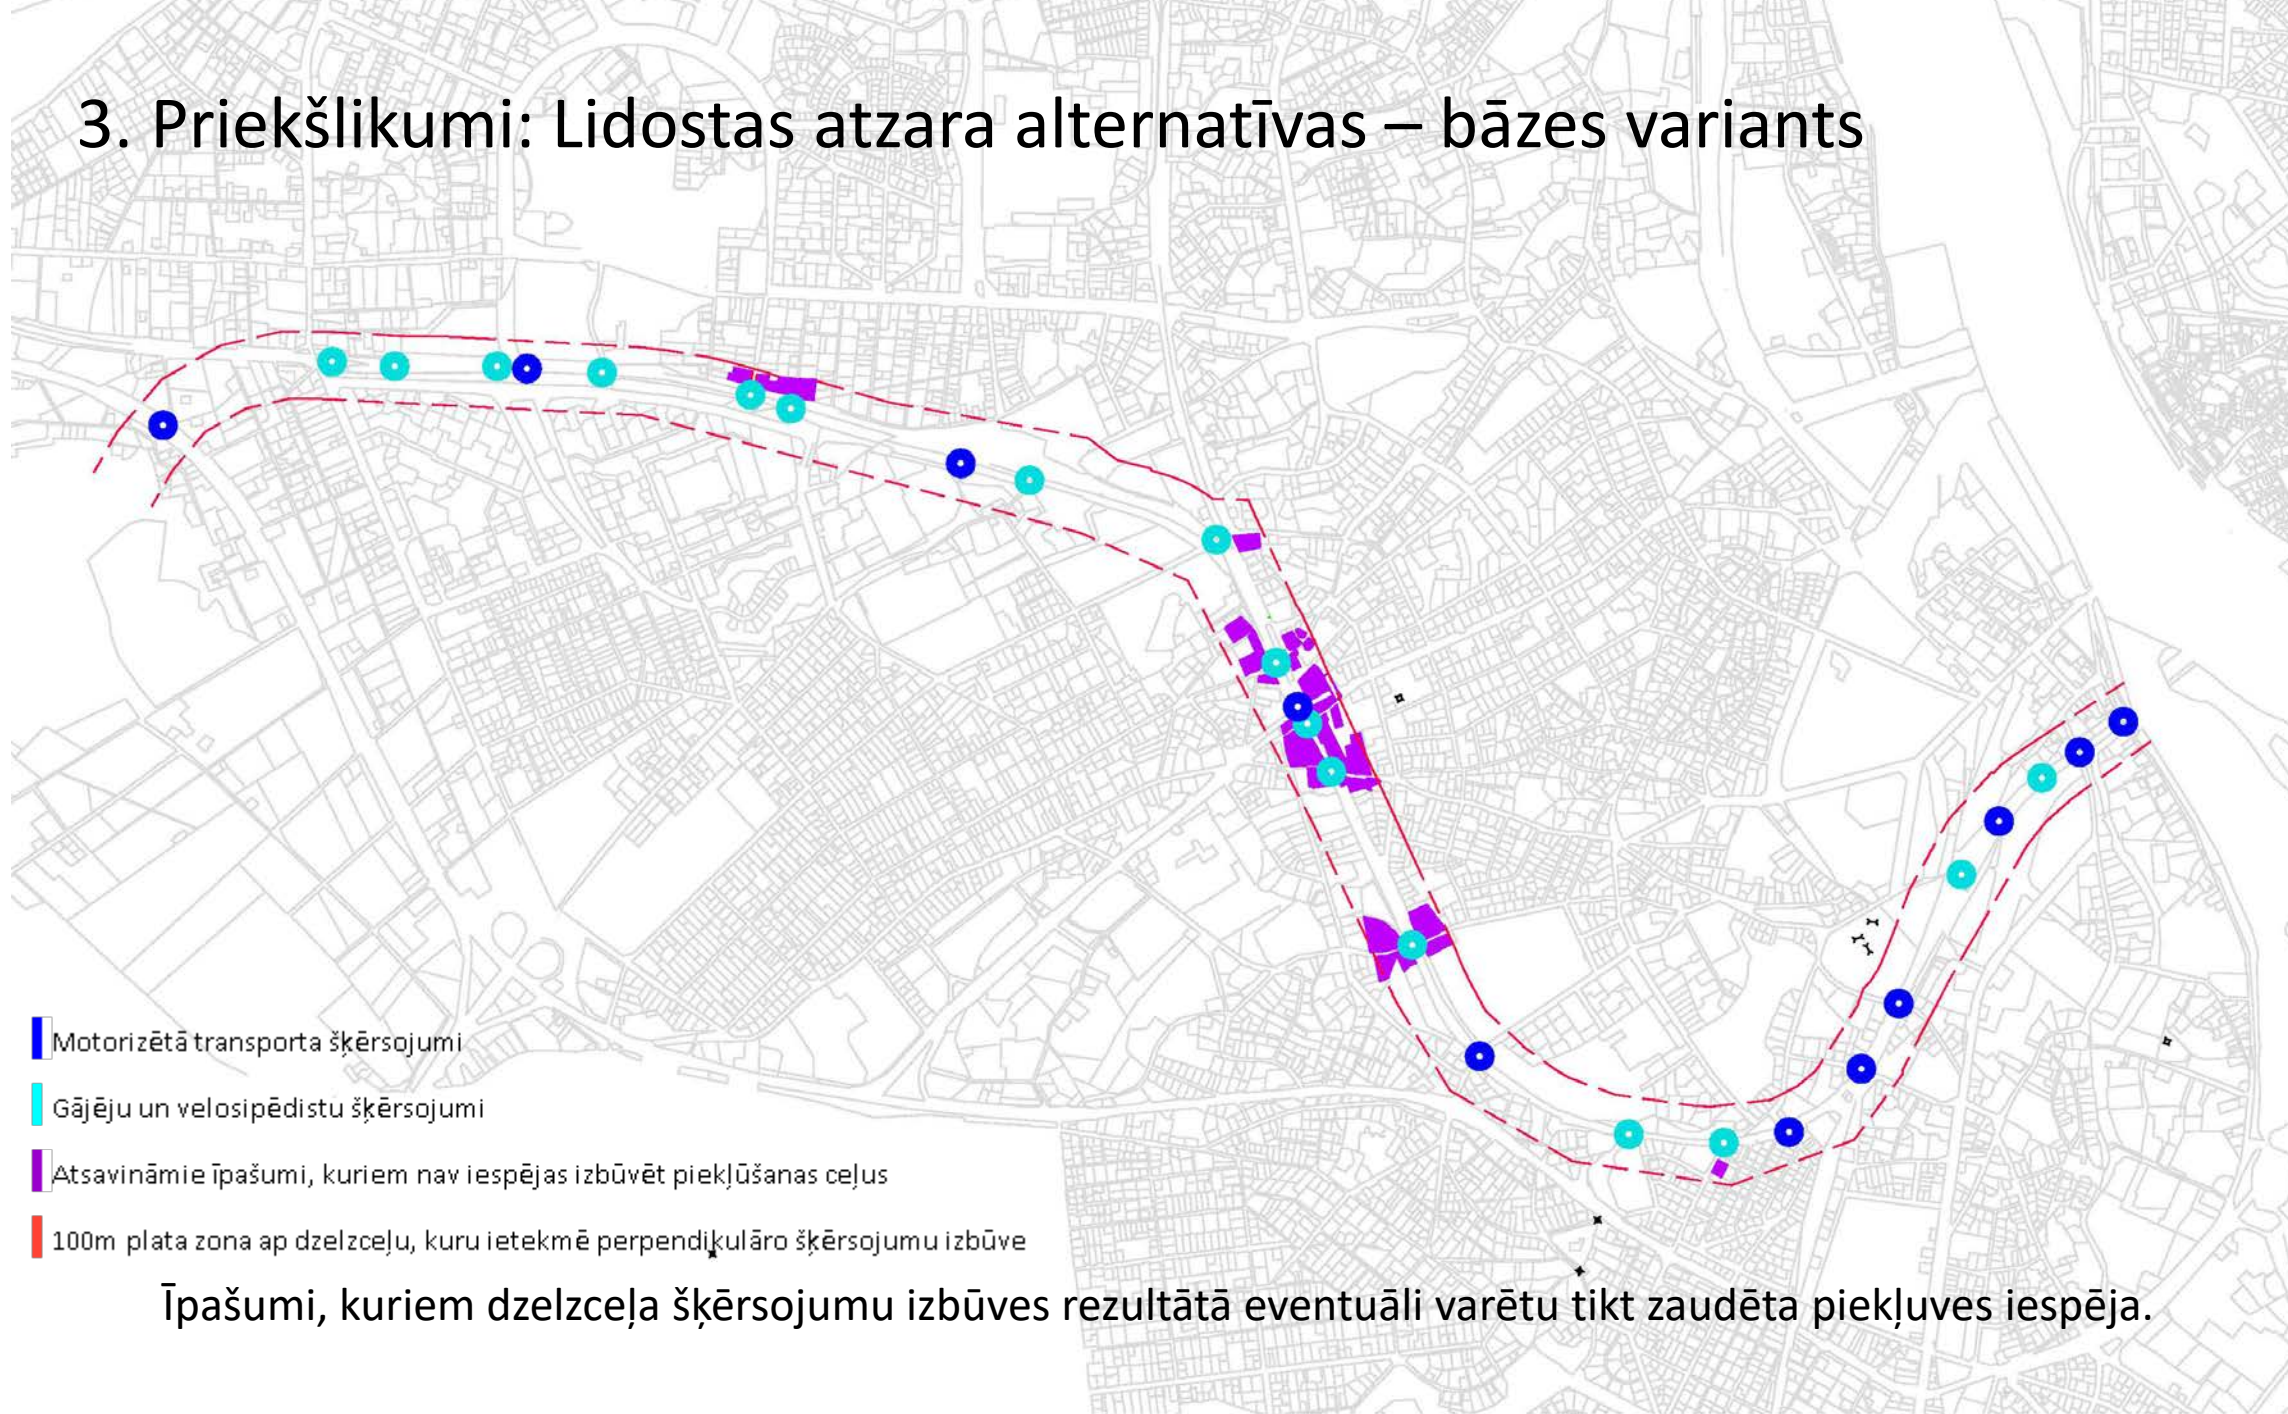 3. Priekšlikumi: Lidostas atzara alternatīvas – bāzes variants
Motorizētā transporta šķērsojumi
Gājēju un velosipēdistu šķērsojumi
Atsavināmie īpašumi, kuriem nav iespējas izbūvēt piekļūšanas ceļus
100m plata zona ap dzelzceļu, kuru ietekmē perpendikulāro šķērsojumu izbūve
Īpašumi, kuriem dzelzceļa šķērsojumu izbūves rezultātā eventuāli varētu tikt zaudēta piekļuves iespēja.